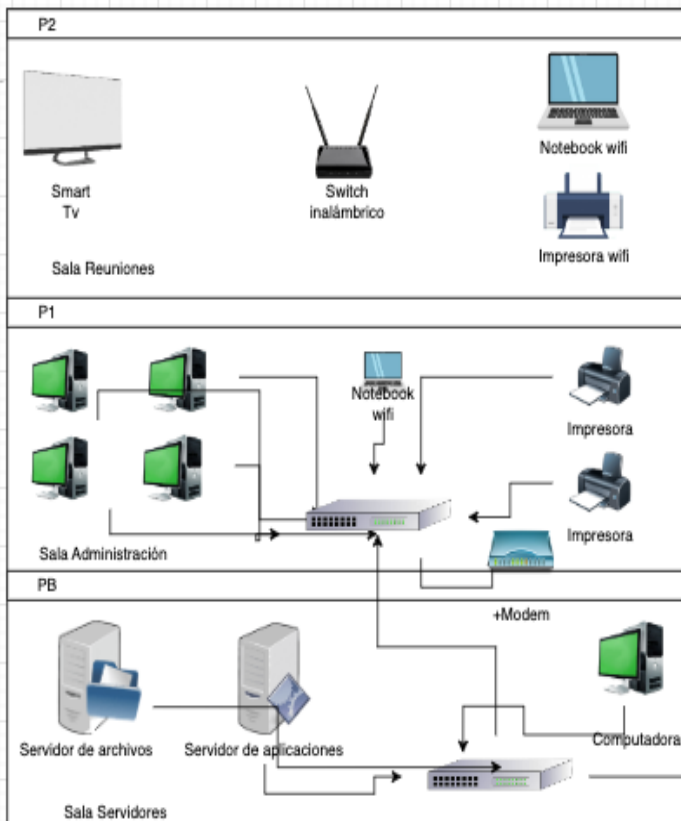 P2
Smart
Tv
Switch
inalámbrico
Notebook wifi
Impresora wifi
Sala Reuniones
P1
Notebook
wifi
Impresora
Impresora
Sala Administración
PB
+Modem
Servidor de archivos
Servidor de aplicaciones
Computadora
Sala Servidores